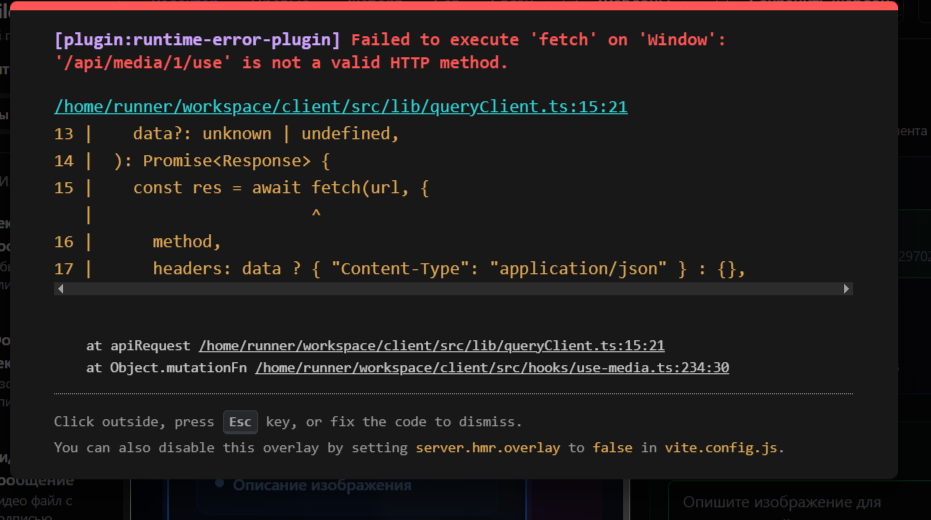 [plugin:runtime-error-plugin] Failed to execute 'fetch' on 'Window':
'/api/media/1/use' is not a valid HTTP method.
/home/runner/workspace/client/src/lib/queryClient.ts:15:21
13 |    data?: unknown | undefined,
14 |  ): Promise<Response> {
15 |    const res = await fetch(url, {
   |                      ^
16 |      method,
17 |      headers: data ? { "Content-Type": "application/json" } : {},
at apiRequest /home/runner/workspace/client/src/lib/queryClient.ts:15:21
at Object.mutationFn /home/runner/workspace/client/src/hooks/use-media.ts:234:30
Click outside, press Esc key, or fix the code to dismiss.
You can also disable this overlay by setting server.hmr.overlay to false in vite.config.js.
Описание изображения
Опишите изображение для